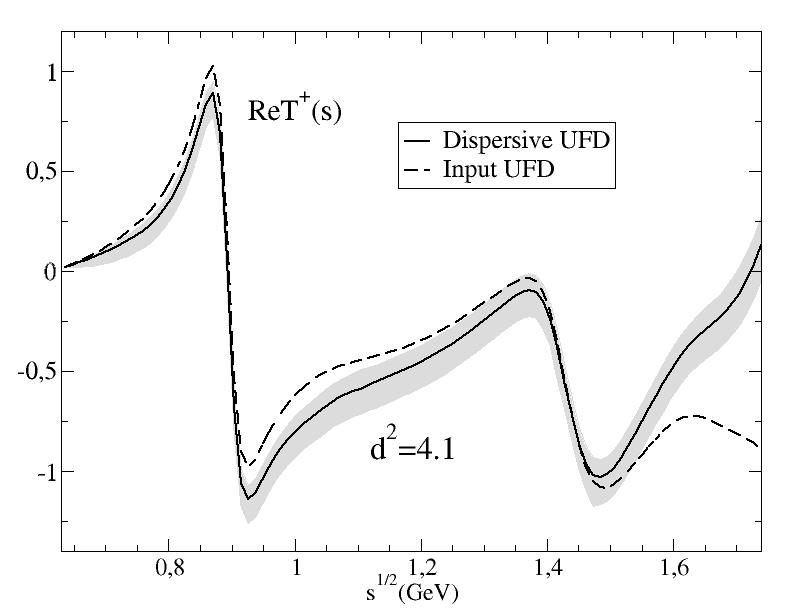 1
0,5
0
-0,5
-1
ReT+(s)
Dispersive UFD
Input UFD
d2=4.1
0,8
1
1,2
1,4
1,6
s1/2(GeV)